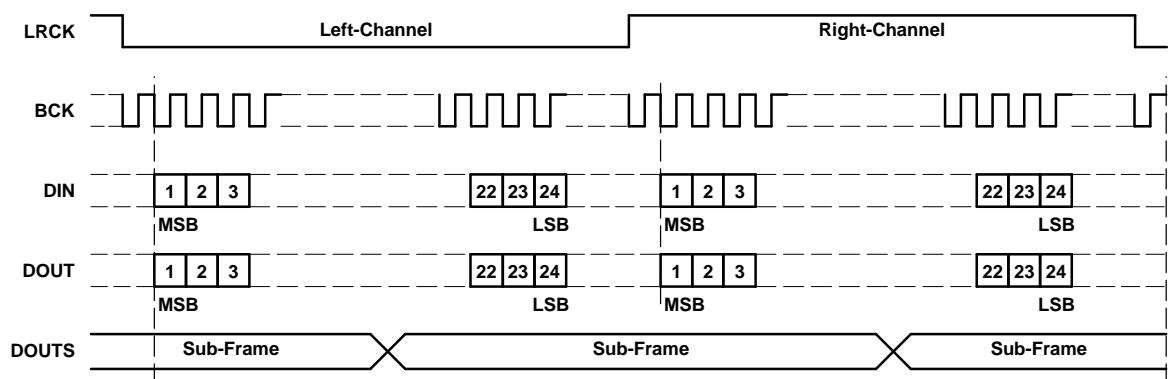 LRCK Left-Channel Right-Channel
BCK
DIN 1 2 3 22 23 24 1 2 3 22 23 24
MSB LSB MSB LSB
DOUT 1 2 3 22 23 24 1 2 3 22 23 24
MSB LSB MSB LSB
DOUTS Sub-Frame Sub-Frame Sub-Frame